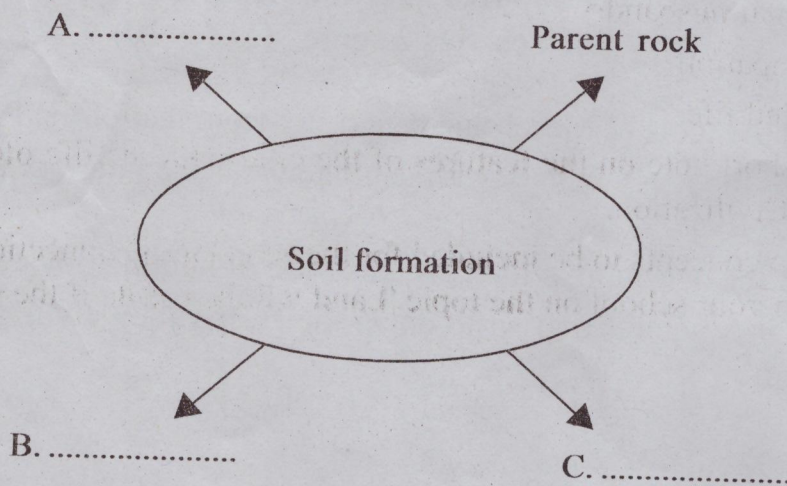 A. ........................
Parent rock
Soil formation
B. ........................
C. ........................